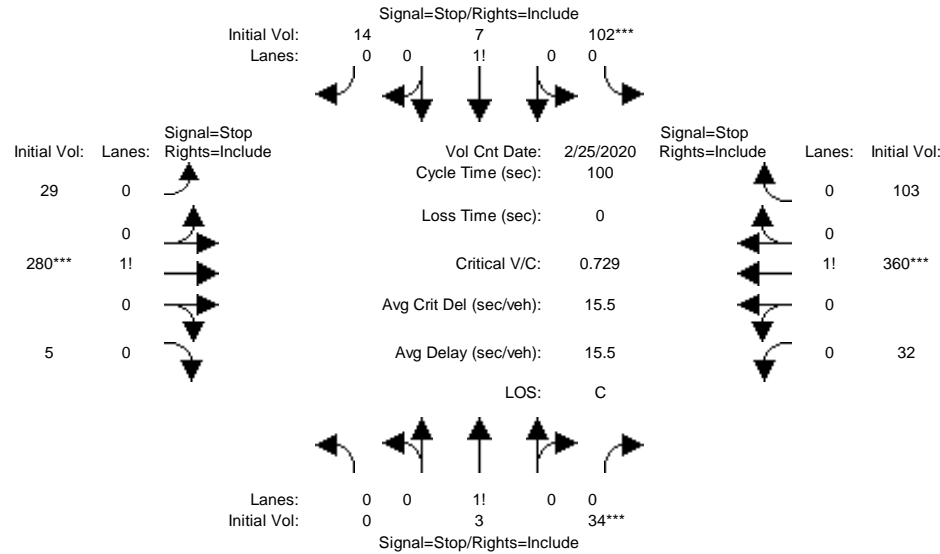 Signal=Stop/Rights=Include
Initial Vol: 14 7 102***
Lanes: 0 0 1! 0 0
Signal=Stop
Initial Vol: Lanes: Rights=Include
Vol Cnt Date: 2/25/2020
Signal=Stop
Rights=Include Lanes: Initial Vol:
Cycle Time (sec): 100
29 0
0 103
Loss Time (sec): 0
0
0
280*** 1!
Critical V/C: 0.729
1! 360***
0
Avg Crit Del (sec/veh): 15.5
0
5 0
Avg Delay (sec/veh): 15.5
0 32
LOS: C
Lanes: 0 0 1! 0 0
Initial Vol: 0 3 34***
Signal=Stop/Rights=Include